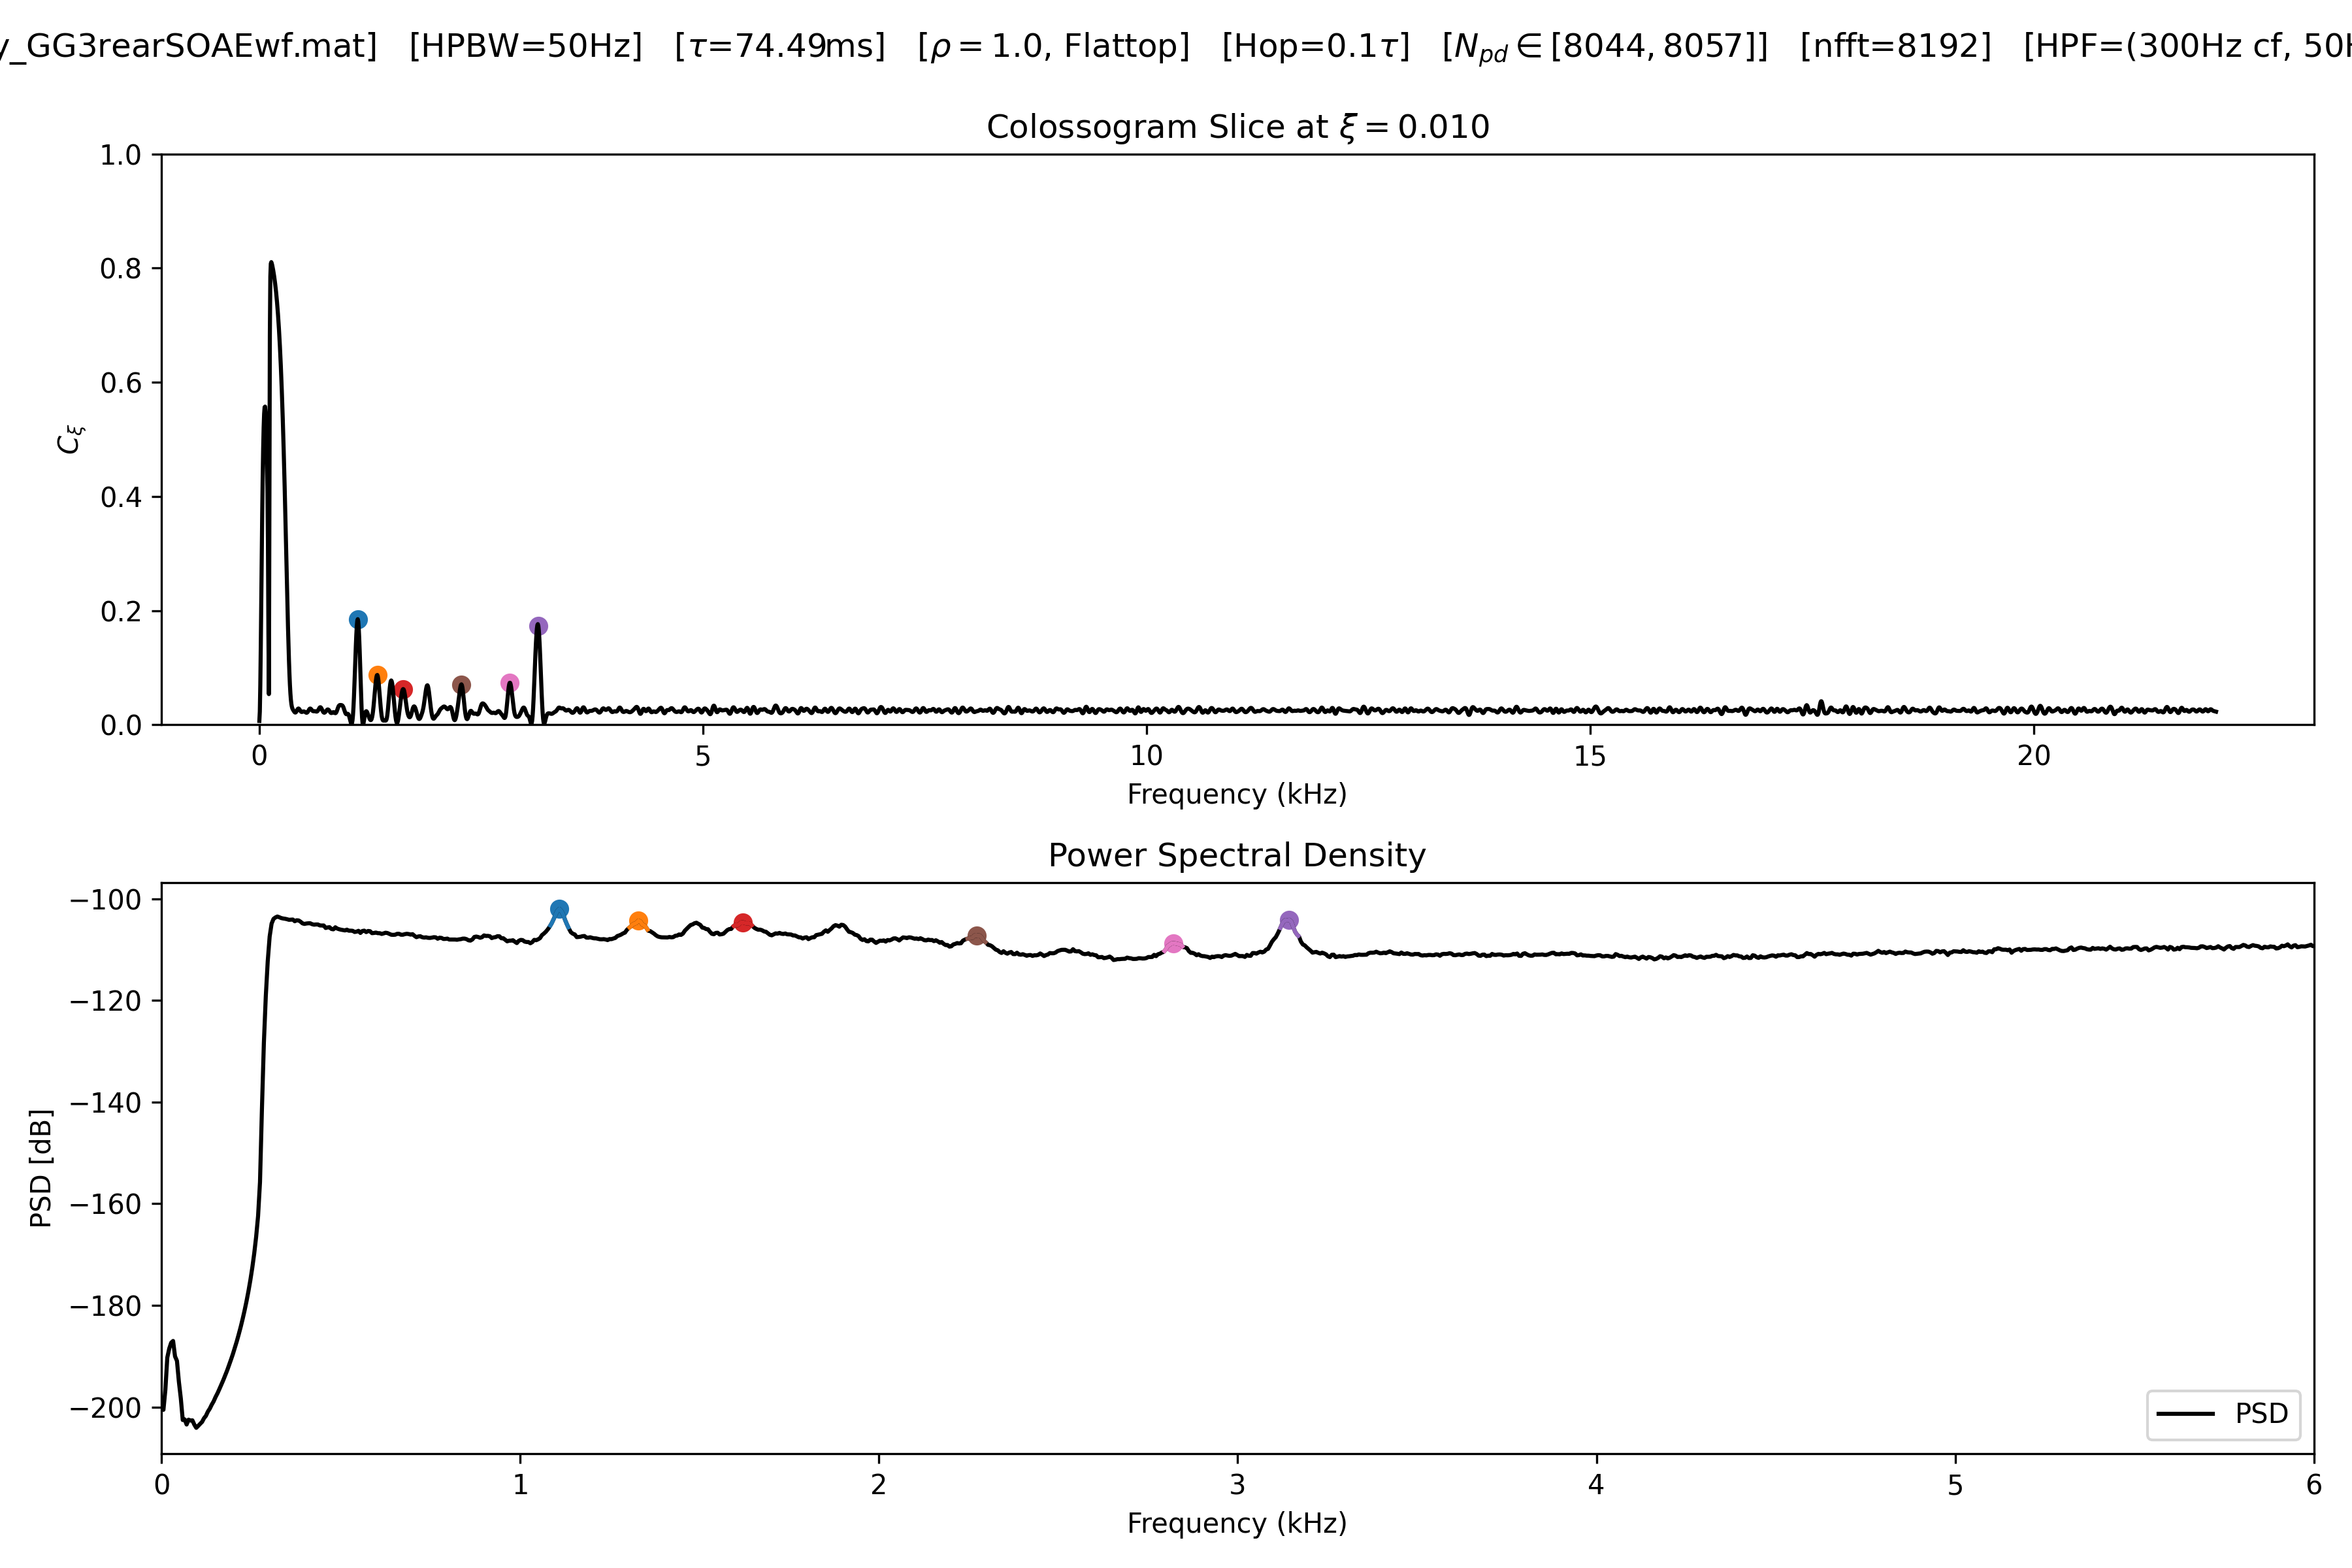 y_GG3rearSOAEwf.mat] [HPBW=50Hz] [τ=74.49ms] [ρ = 1.0, Flattop] [Hop=0.1τ] [N_{pd} ∈ [8044, 8057]] [nfft=8192] [HPF=(300Hz cf, 50H
Colossogram Slice at ξ = 0.010
1.0
0.8
0.6
0.4
0.2
0.0
C_ξ
0 5 10 15 20
Frequency (kHz)
Power Spectral Density
−100
−120
−140
−160
−180
−200
PSD [dB]
PSD
0 1 2 3 4 5 6
Frequency (kHz)